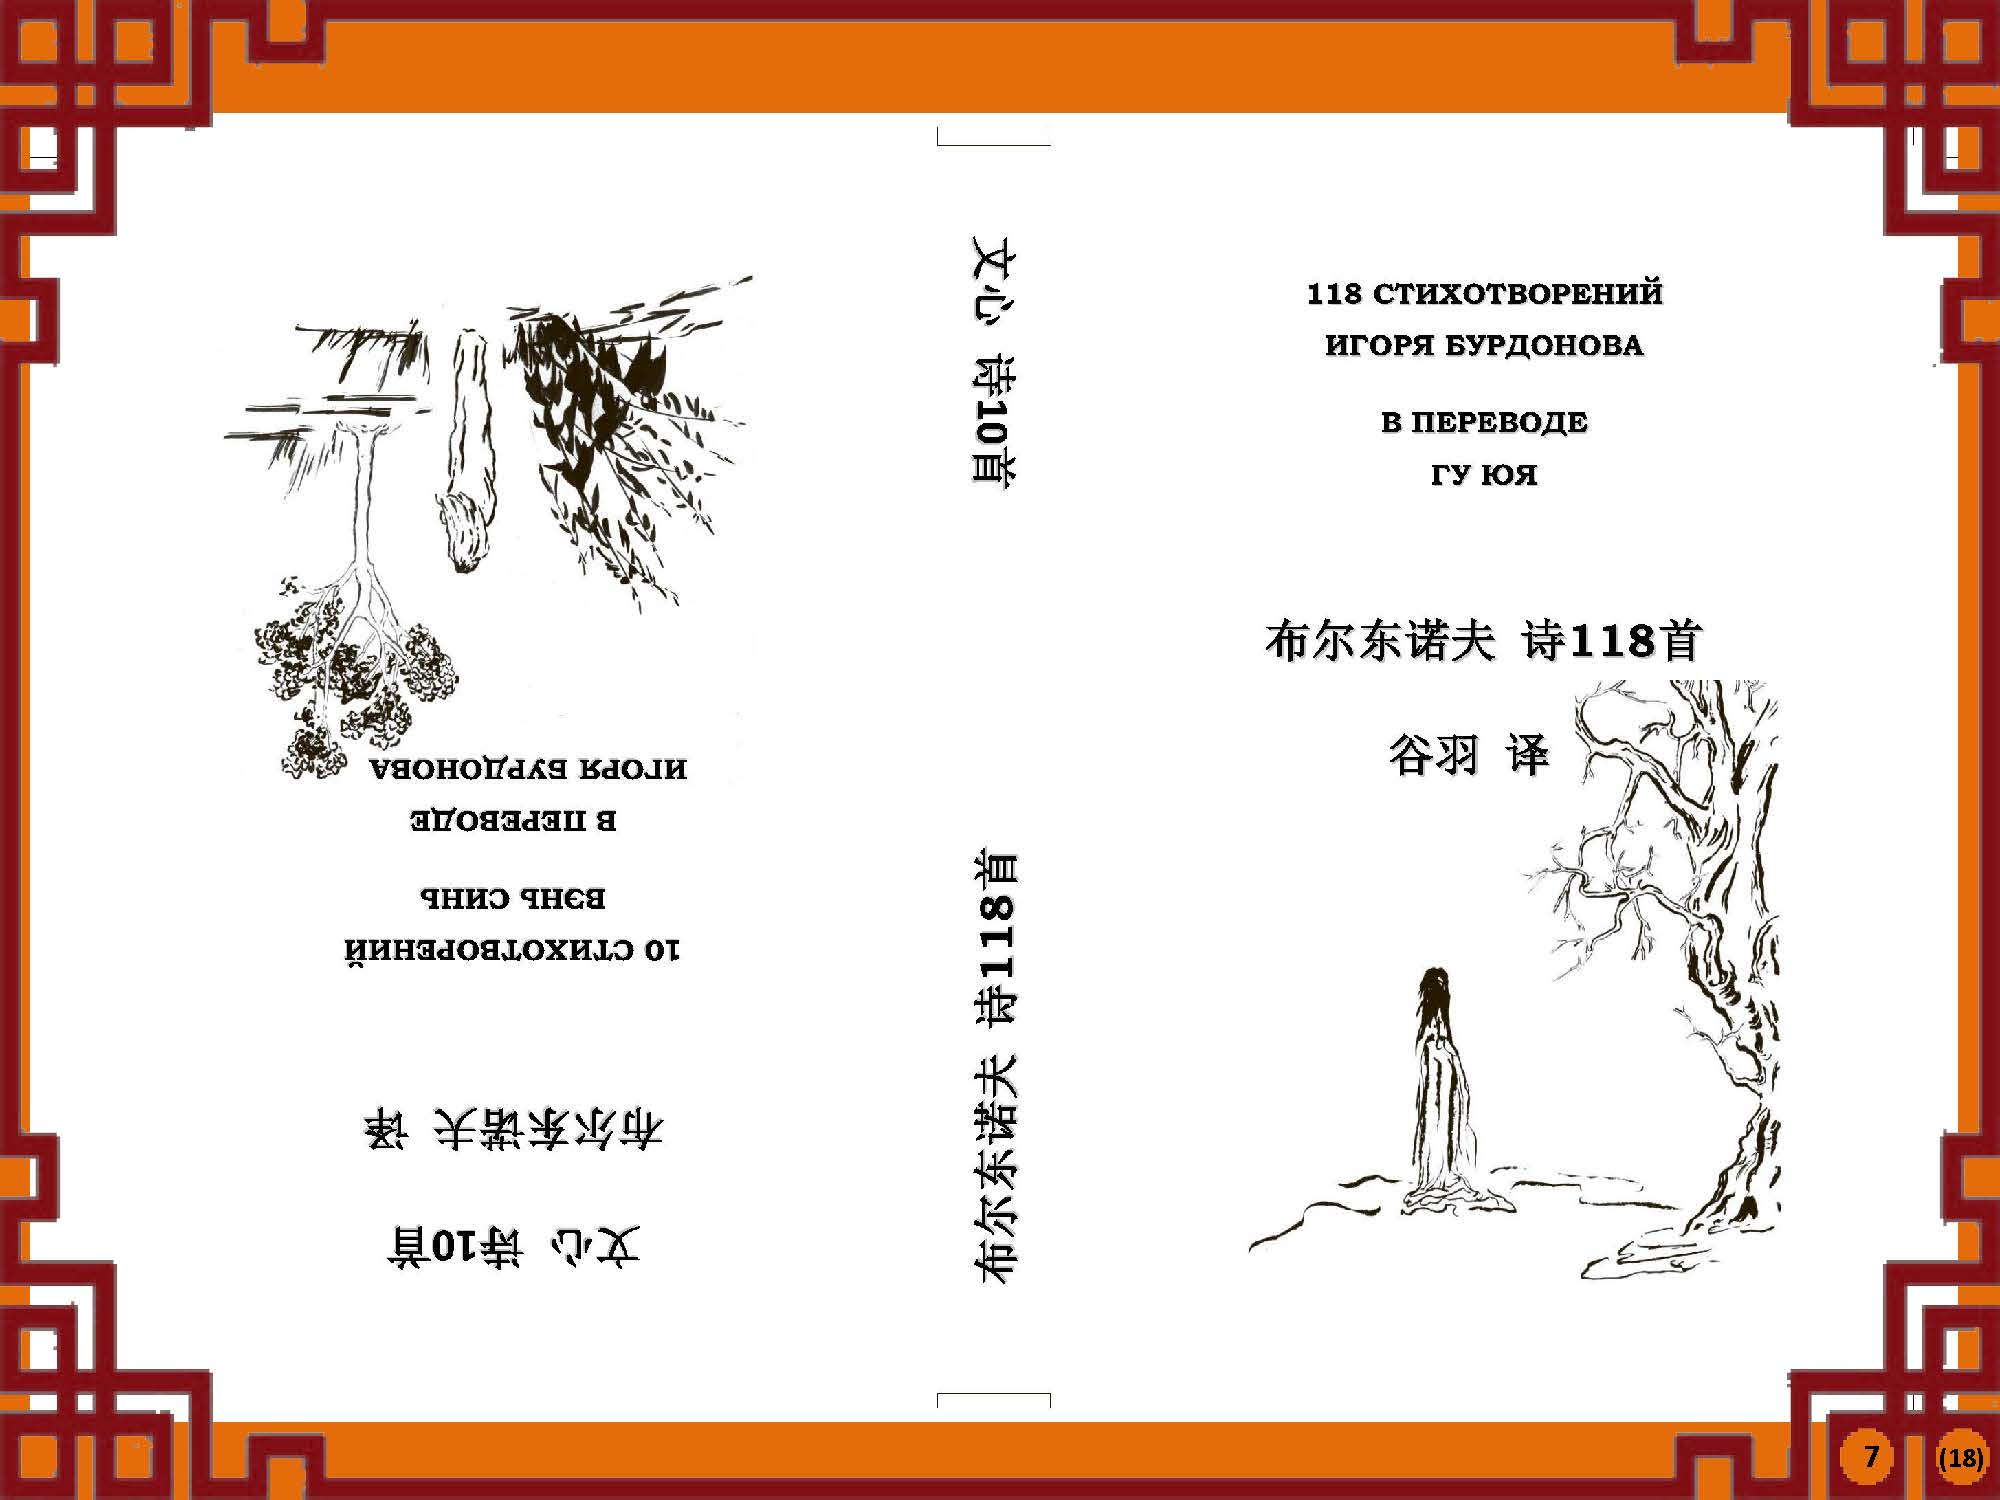 118 СТИХОТВОРЕНИЙ
ИГОРЯ БУРДОНОВА
В ПЕРЕВОДЕ
ГУ ЮЯ
布尔东诺夫 诗118首
谷羽 译
文心 诗10首
布尔东诺夫 诗118首
文心 诗10首
布尔东诺夫 译
10 СТИХОТВОРЕНИЙ
ВЭНЬ СИНЬ
В ПЕРЕВОДЕ
ИГОРЯ БУРДОНОВА
7
(18)